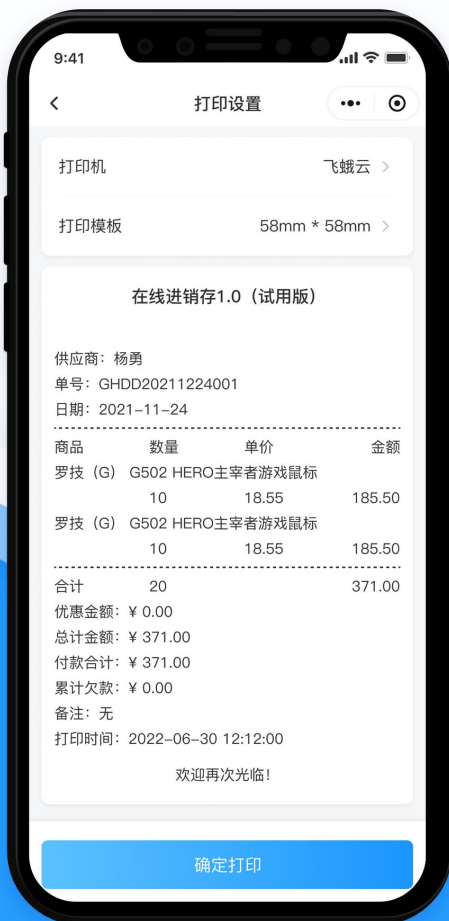 9:41
打印设置
打印机 飞蛾云
打印模板 58mm * 58mm
在线进销存1.0（试用版）
供应商：杨勇
单号：GHDD20211224001
日期：2021-11-24
商品 数量 单价 金额
罗技（G） G502 HERO主宰者游戏鼠标
10 18.55 185.50
罗技（G） G502 HERO主宰者游戏鼠标
10 18.55 185.50
合计 20 371.00
优惠金额：¥ 0.00
总计金额：¥ 371.00
付款合计：¥ 371.00
累计欠款：¥ 0.00
备注：无
打印时间：2022-06-30 12:12:00
欢迎再次光临！
确定打印